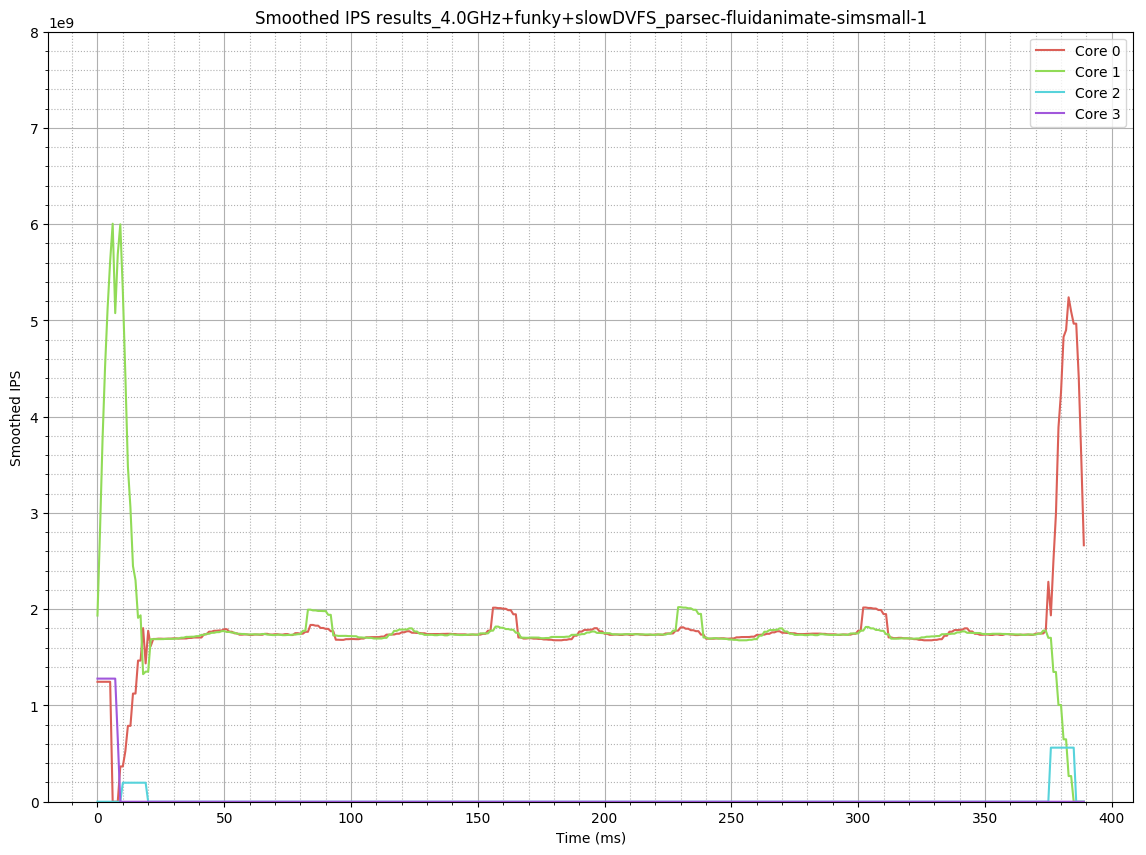 Smoothed IPS results_4.0GHz+funky+slowDVFS_parsec-fluidanimate-simsmall-1
1e9
8
7
6
5
4
3
2
1
0
Smoothed IPS
Core 0
Core 1
Core 2
Core 3
0 50 100 150 200 250 300 350 400
Time (ms)